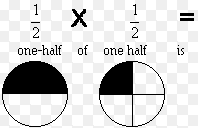 1/2 X 1/2 =
one-half of one half is